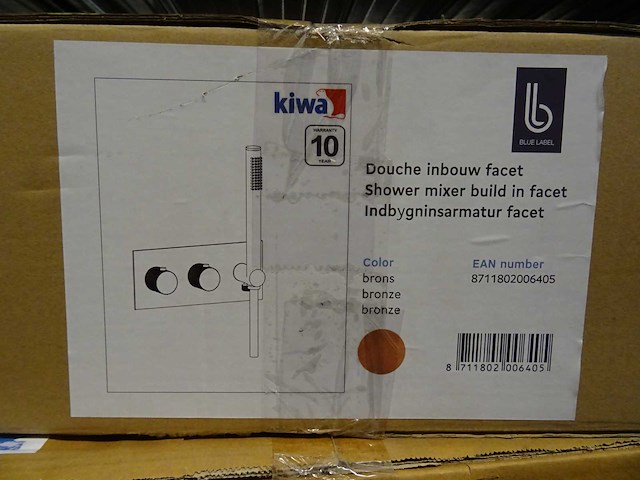 kiwa
WARRANTY
10
YEAR
b
BLUE LABEL
Douche inbouw facet
Shower mixer build in facet
Indbygninsarmatur facet
Color
brons
bronze
bronze
EAN number
8711802006405
8 711802 006405